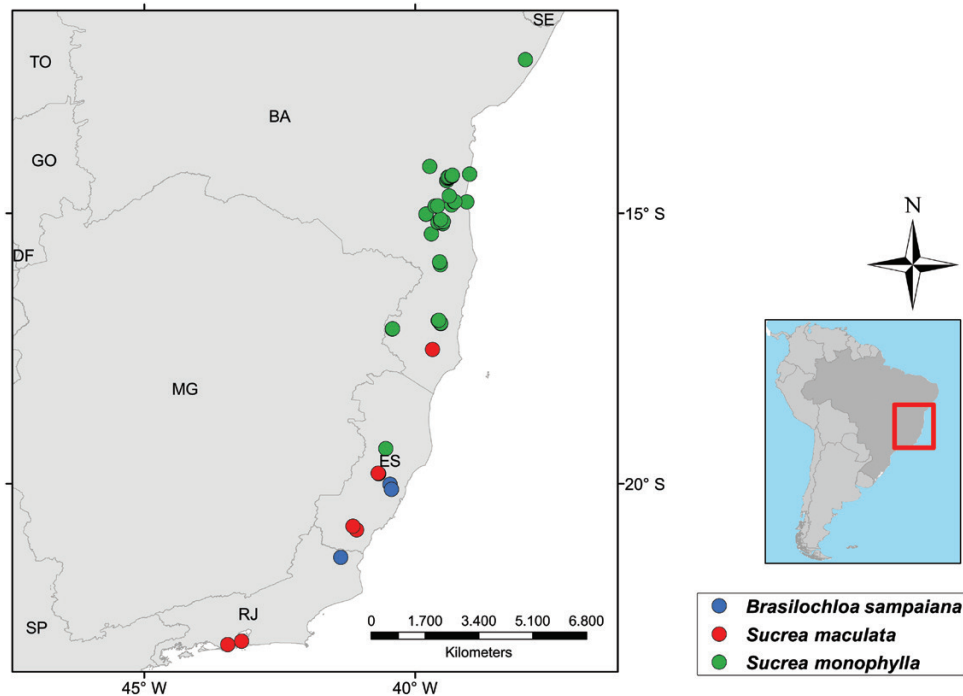 SE
TO
BA
GO
15° S
DF
N
MG
ES
20° S
RJ
SP
0 1.700 3.400 5.100 6.800
Kilometers
45° W 40° W
Brasilochloa sampaiana
Sucrea maculata
Sucrea monophylla